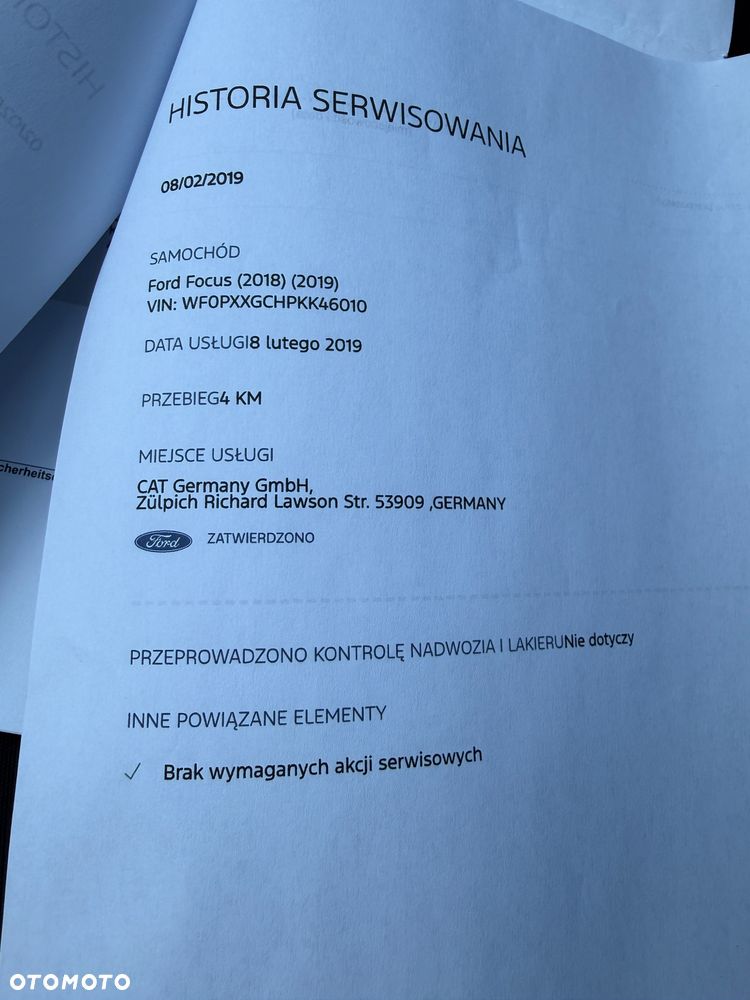 HISTORIA SERWISOWANIA
08/02/2019
SAMOCHÓD
Ford Focus (2018) (2019)
VIN: WF0PXXGCHPKK46010
DATA USŁUGI8 lutego 2019
PRZEBIEG4 KM
MIEJSCE USŁUGI
CAT Germany GmbH,
Zülpich Richard Lawson Str. 53909 ,GERMANY
Ford ZATWIERDZONO
PRZEPROWADZONO KONTROLĘ NADWOZIA I LAKIERUNie dotyczy
INNE POWIĄZANE ELEMENTY
✓ Brak wymaganych akcji serwisowych
OTOMOTO